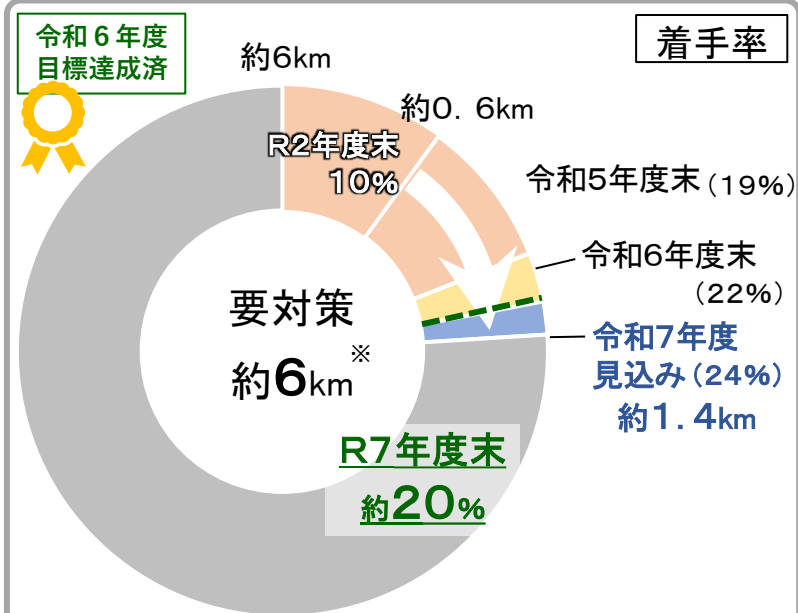 令和６年度
目標達成済
着手率
約6km
約0．6km
R2年度末
10%
令和5年度末（19%）
令和6年度末
（22%）
要対策
約6km※
令和7年度
見込み（24%）
約1．4km
R7年度末
約20%